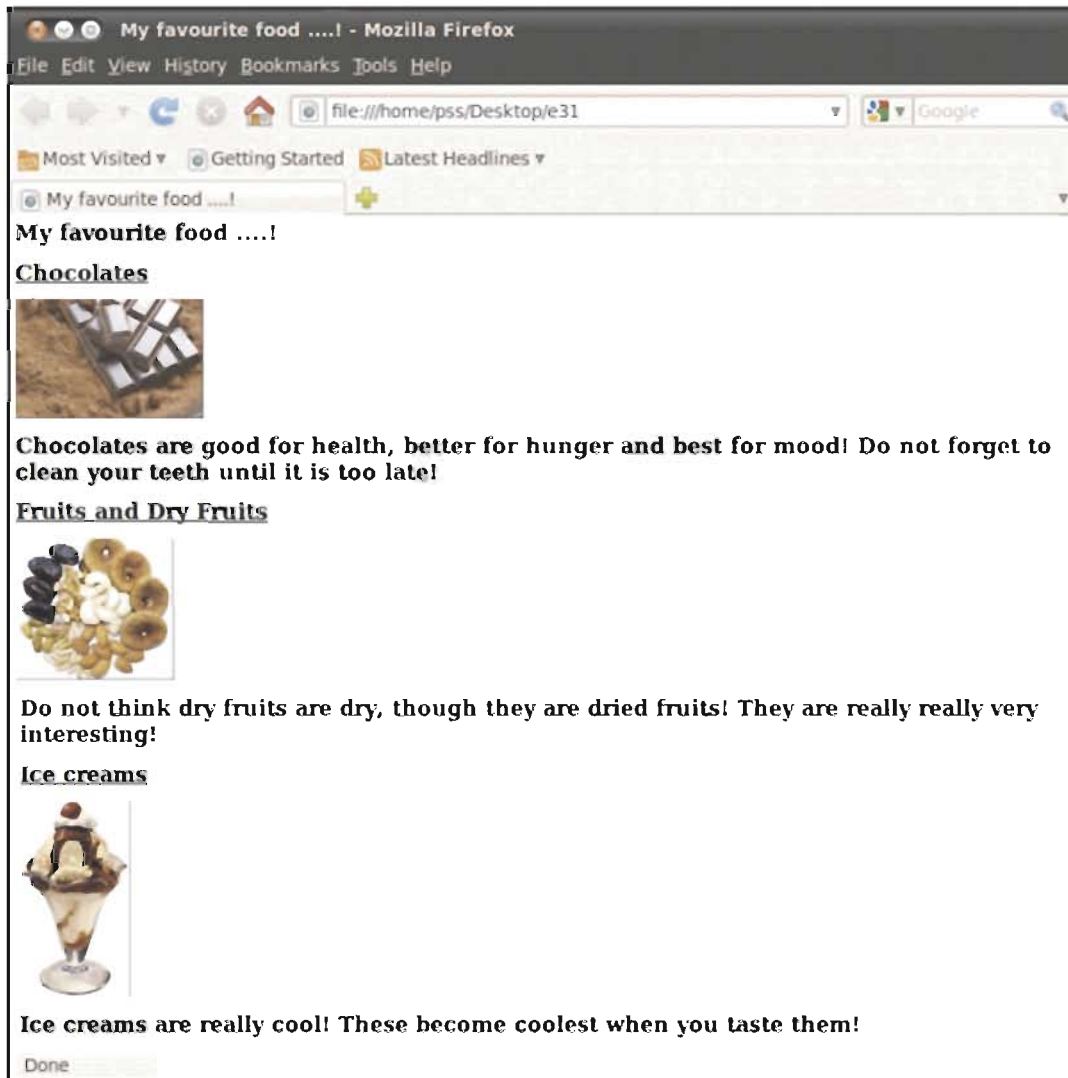 My favourite food ....! - Mozilla Firefox
File Edit View History Bookmarks Tools Help
file:///home/pss/Desktop/e31
Google
Most Visited Getting Started Latest Headlines
My favourite food ....!
My favourite food ....!
Chocolates
Chocolates are good for health, better for hunger and best for mood! Do not forget to
clean your teeth until it is too late!
Fruits and Dry Fruits
Do not think dry fruits are dry, though they are dried fruits! They are really really very
interesting!
Ice creams
Ice creams are really cool! These become coolest when you taste them!
Done